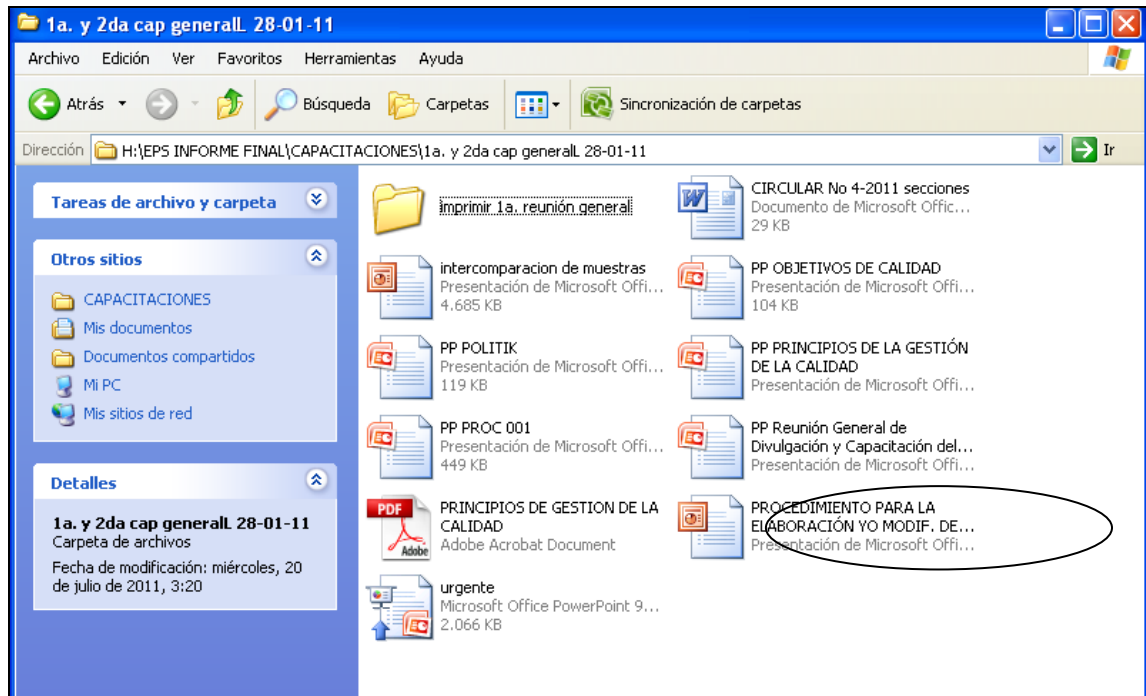 1a. y 2da cap generalL 28-01-11
Archivo Edición Ver Favoritos Herramientas Ayuda
Atrás Búsqueda Carpetas Sincronización de carpetas
Dirección H:\EPS INFORME FINAL\CAPACITACIONES\1a. y 2da cap generalL 28-01-11 Ir
Tareas de archivo y carpeta
Otros sitios
CAPACITACIONES
Mis documentos
Documentos compartidos
Mi PC
Mis sitios de red
Detalles
1a. y 2da cap generalL 28-01-11
Carpeta de archivos
Fecha de modificación: miércoles, 20
de julio de 2011, 3:20
imprimir 1a. reunión general
CIRCULAR No 4-2011 secciones
Documento de Microsoft Offic...
29 KB
intercomparacion de muestras
Presentación de Microsoft Offi...
4.685 KB
PP OBJETIVOS DE CALIDAD
Presentación de Microsoft Offi...
104 KB
PP POLITIK
Presentación de Microsoft Offi...
119 KB
PP PRINCIPIOS DE LA GESTIÓN
DE LA CALIDAD
Presentación de Microsoft Offi...
PP PROC 001
Presentación de Microsoft Offi...
449 KB
PP Reunión General de
Divulgación y Capacitación del...
Presentación de Microsoft Offi...
PDF
Adobe
PRINCIPIOS DE GESTION DE LA
CALIDAD
Adobe Acrobat Document
PROCEDIMIENTO PARA LA
ELABORACIÓN YO MODIF. DE...
Presentación de Microsoft Offi...
urgente
Microsoft Office PowerPoint 9...
2.066 KB